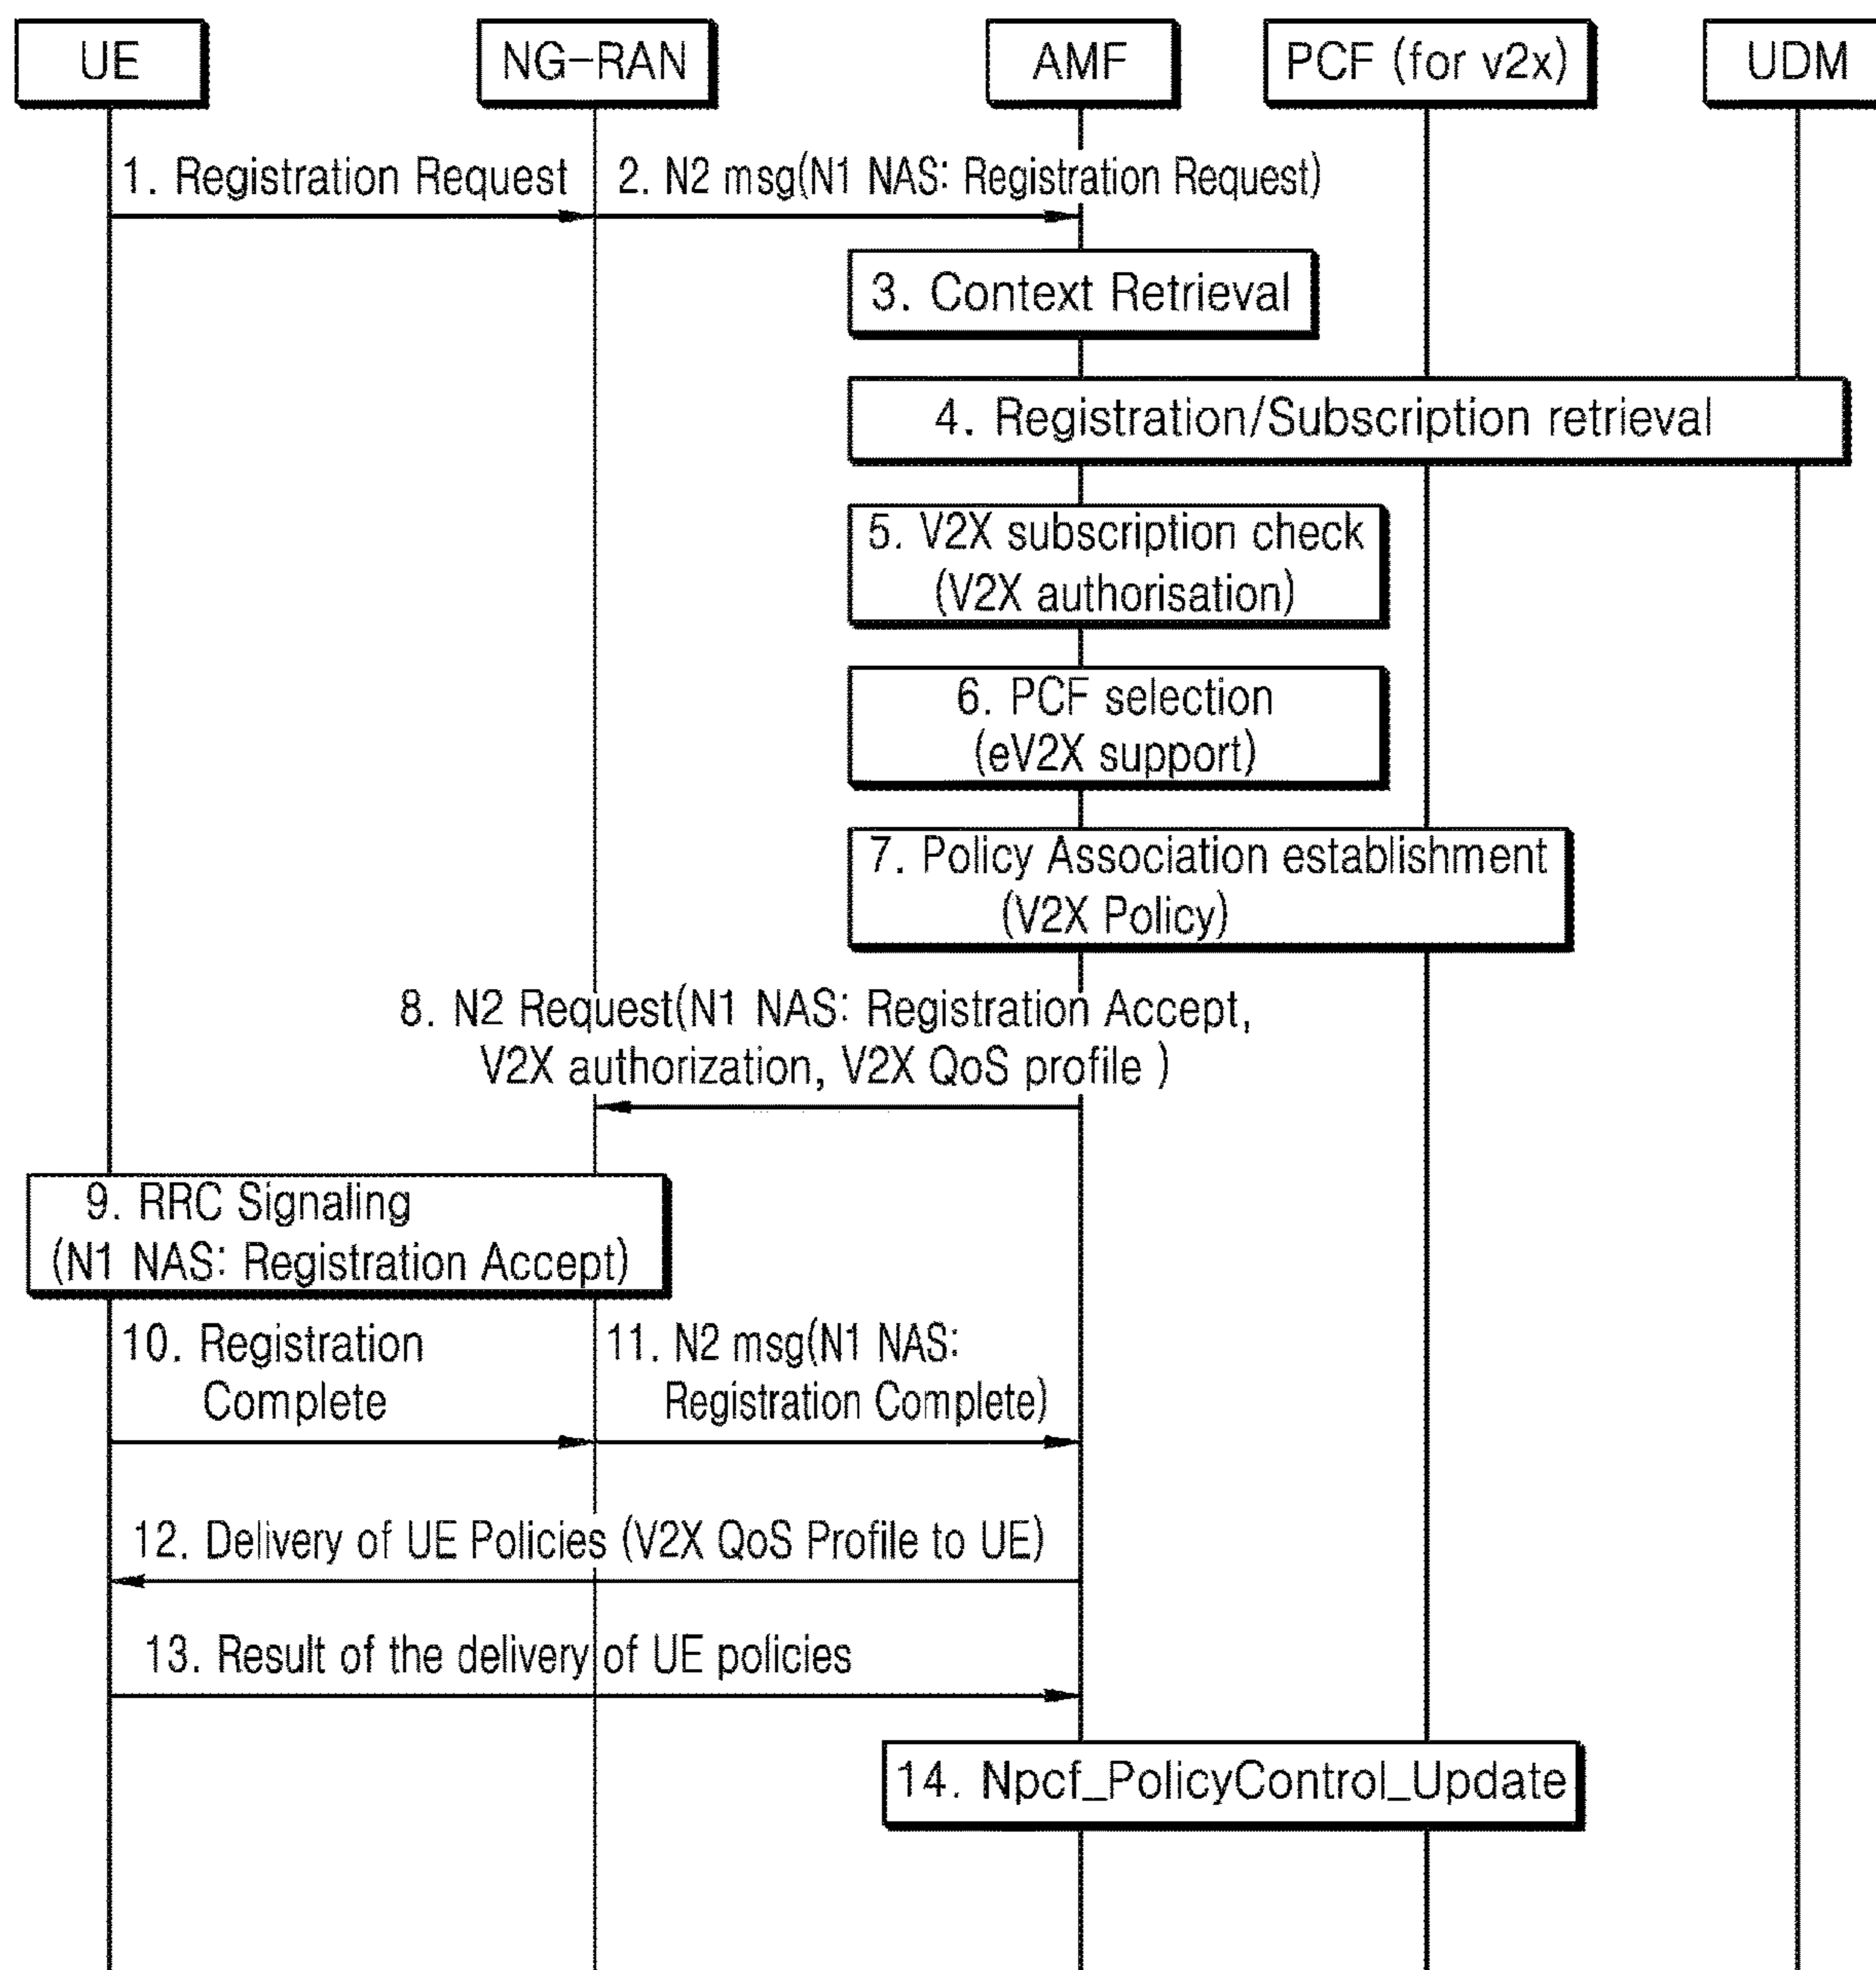 UE
NG-RAN
AMF
PCF (for v2x)
UDM
1. Registration Request
2. N2 msg(N1 NAS: Registration Request)
3. Context Retrieval
4. Registration/Subscription retrieval
5. V2X subscription check
(V2X authorisation)
6. PCF selection
(eV2X support)
7. Policy Association establishment
(V2X Policy)
8. N2 Request(N1 NAS: Registration Accept,
V2X authorization, V2X QoS profile )
9. RRC Signaling
(N1 NAS: Registration Accept)
10. Registration
Complete
11. N2 msg(N1 NAS:
Registration Complete)
12. Delivery of UE Policies (V2X QoS Profile to UE)
13. Result of the delivery of UE policies
14. Npcf_PolicyControl_Update